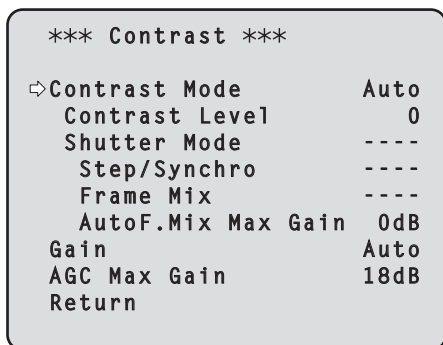 *** Contrast ***
⇨Contrast Mode Auto
Contrast Level 0
Shutter Mode ----
Step/Synchro ----
Frame Mix ----
AutoF.Mix Max Gain 0dB
Gain Auto
AGC Max Gain 18dB
Return